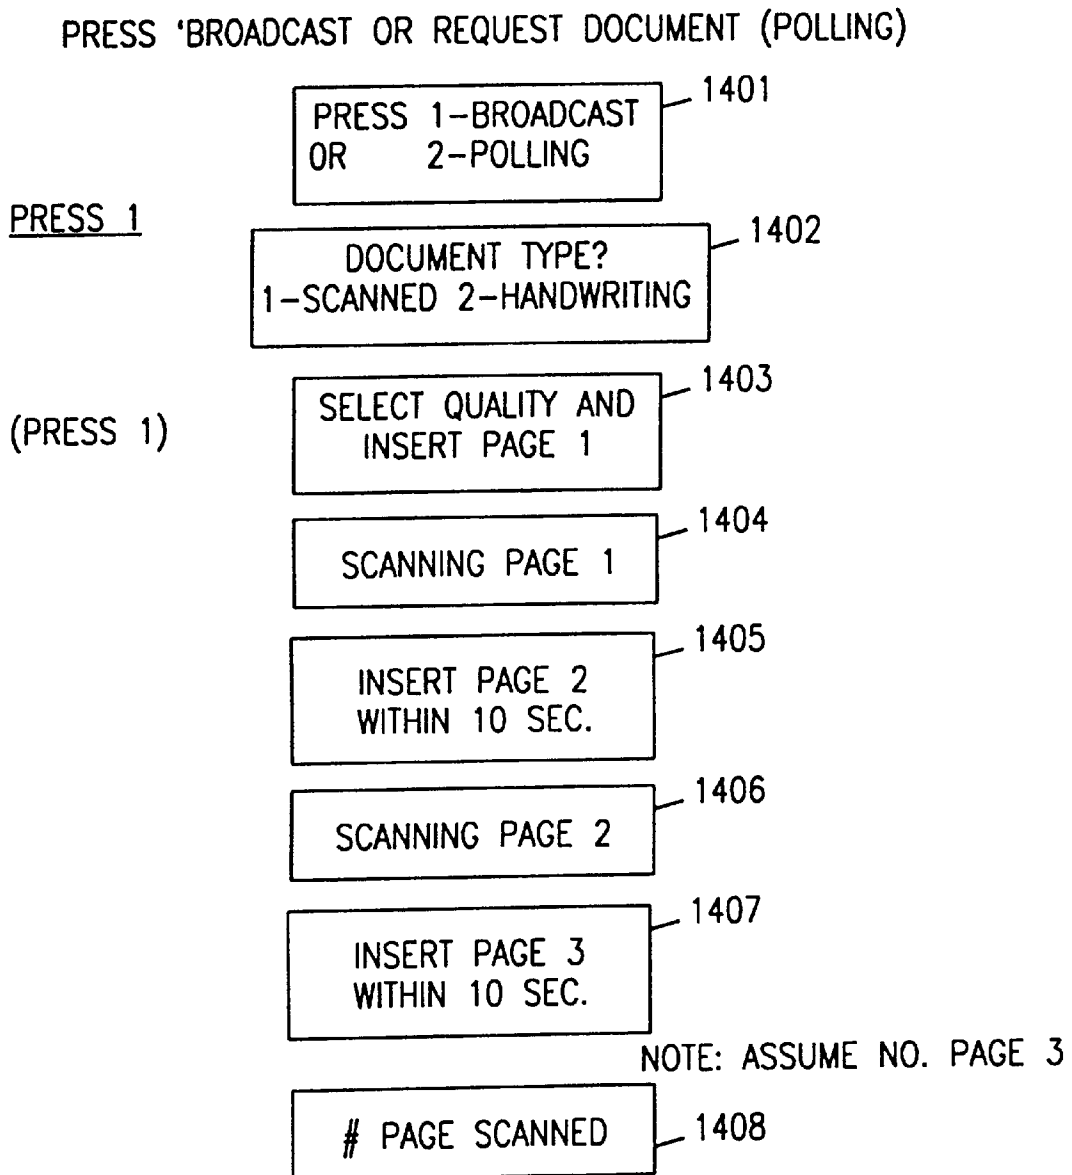 PRESS 'BROADCAST OR REQUEST DOCUMENT (POLLING)
1401
PRESS 1-BROADCAST
OR 2-POLLING
PRESS 1
1402
DOCUMENT TYPE?
1-SCANNED 2-HANDWRITING
1403
SELECT QUALITY AND
INSERT PAGE 1
(PRESS 1)
1404
SCANNING PAGE 1
1405
INSERT PAGE 2
WITHIN 10 SEC.
1406
SCANNING PAGE 2
1407
INSERT PAGE 3
WITHIN 10 SEC.
NOTE: ASSUME NO. PAGE 3
# PAGE SCANNED
1408